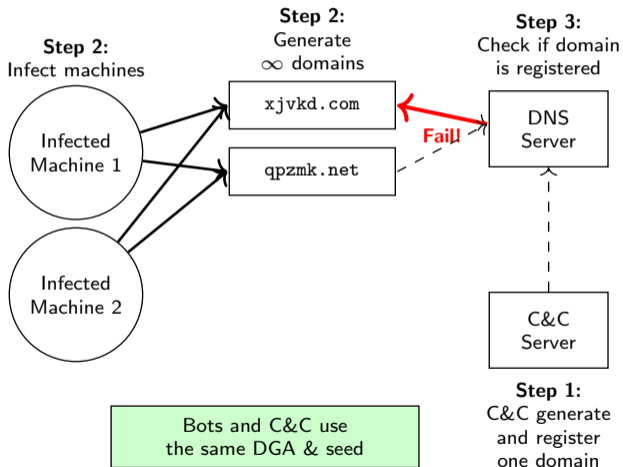 Step 2:
Infect machines
Infected
Machine 1
Infected
Machine 2
Step 2:
Generate
∞ domains
xjvkd.com
qpzmk.net
Fail!
Step 3:
Check if domain
is registered
DNS
Server
C&C
Server
Step 1:
C&C generate
and register
one domain
Bots and C&C use
the same DGA & seed